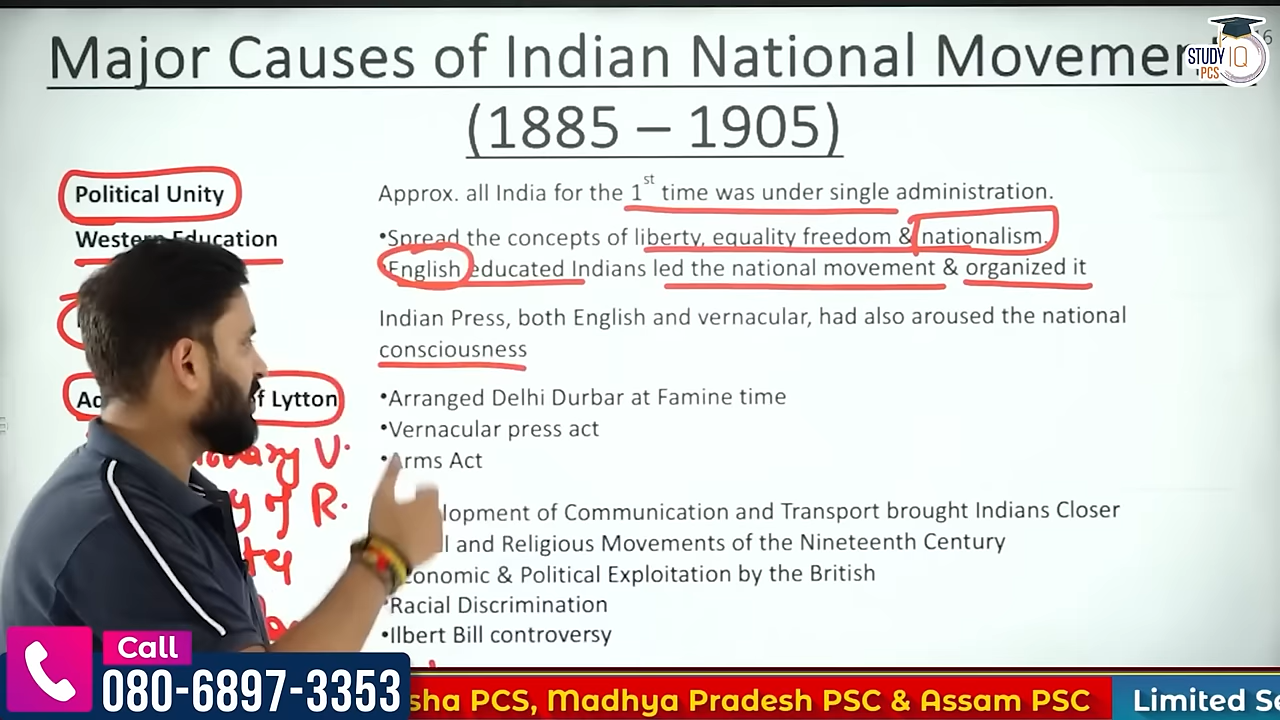 Major Causes of Indian National Movemen
(1885 – 1905)
16
STUDY IQ
PCS
Political Unity
Approx. all India for the 1st time was under single administration.
Western Education
•Spread the concepts of liberty, equality freedom & nationalism.
English educated Indians led the national movement & organized it
Indian Press, both English and vernacular, had also aroused the national
consciousness
of Lytton
•Arranged Delhi Durbar at Famine time
•Vernacular press act
•Arms Act
V.
of R.
lopment of Communication and Transport brought Indians Closer
l and Religious Movements of the Nineteenth Century
conomic & Political Exploitation by the British
•Racial Discrimination
•Ilbert Bill controversy
Call
080-6897-3353
sha PCS, Madhya Pradesh PSC & Assam PSC
Limited Se